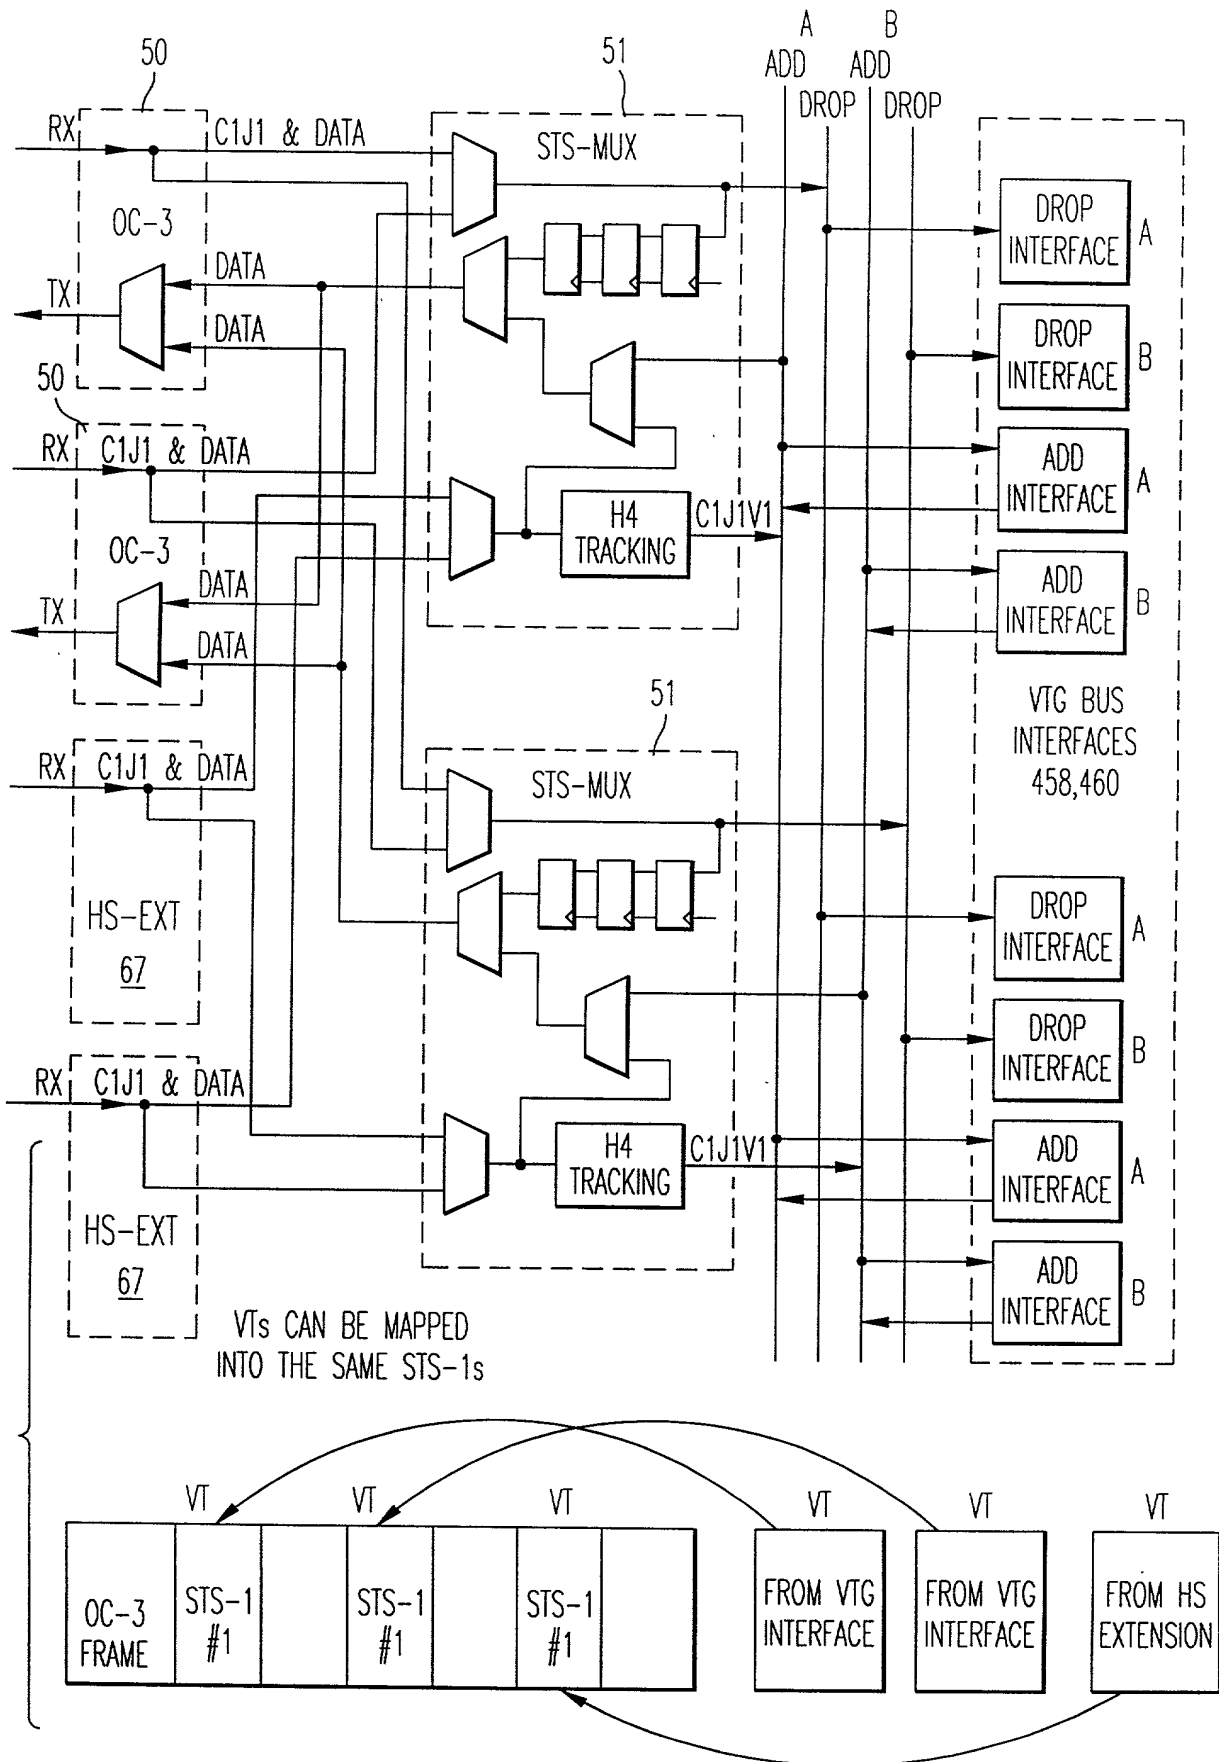 A B
ADD ADD
DROP DROP
50
51
RX
C1J1 & DATA
STS-MUX
OC-3
DATA
TX
DATA
DROP
INTERFACE
A
DROP
INTERFACE
B
50
RX
C1J1 & DATA
ADD
INTERFACE
A
H4
TRACKING
C1J1V1
OC-3
DATA
TX
DATA
ADD
INTERFACE
B
51
VTG BUS
INTERFACES
458,460
RX
C1J1 & DATA
STS-MUX
HS-EXT
67
DROP
INTERFACE
A
DROP
INTERFACE
B
RX
C1J1 & DATA
H4
TRACKING
C1J1V1
ADD
INTERFACE
A
HS-EXT
67
ADD
INTERFACE
B
VTs CAN BE MAPPED
INTO THE SAME STS-1s
VT VT VT VT VT VT
OC-3
FRAME
STS-1
#1
STS-1
#1
STS-1
#1
FROM VTG
INTERFACE
FROM VTG
INTERFACE
FROM HS
EXTENSION